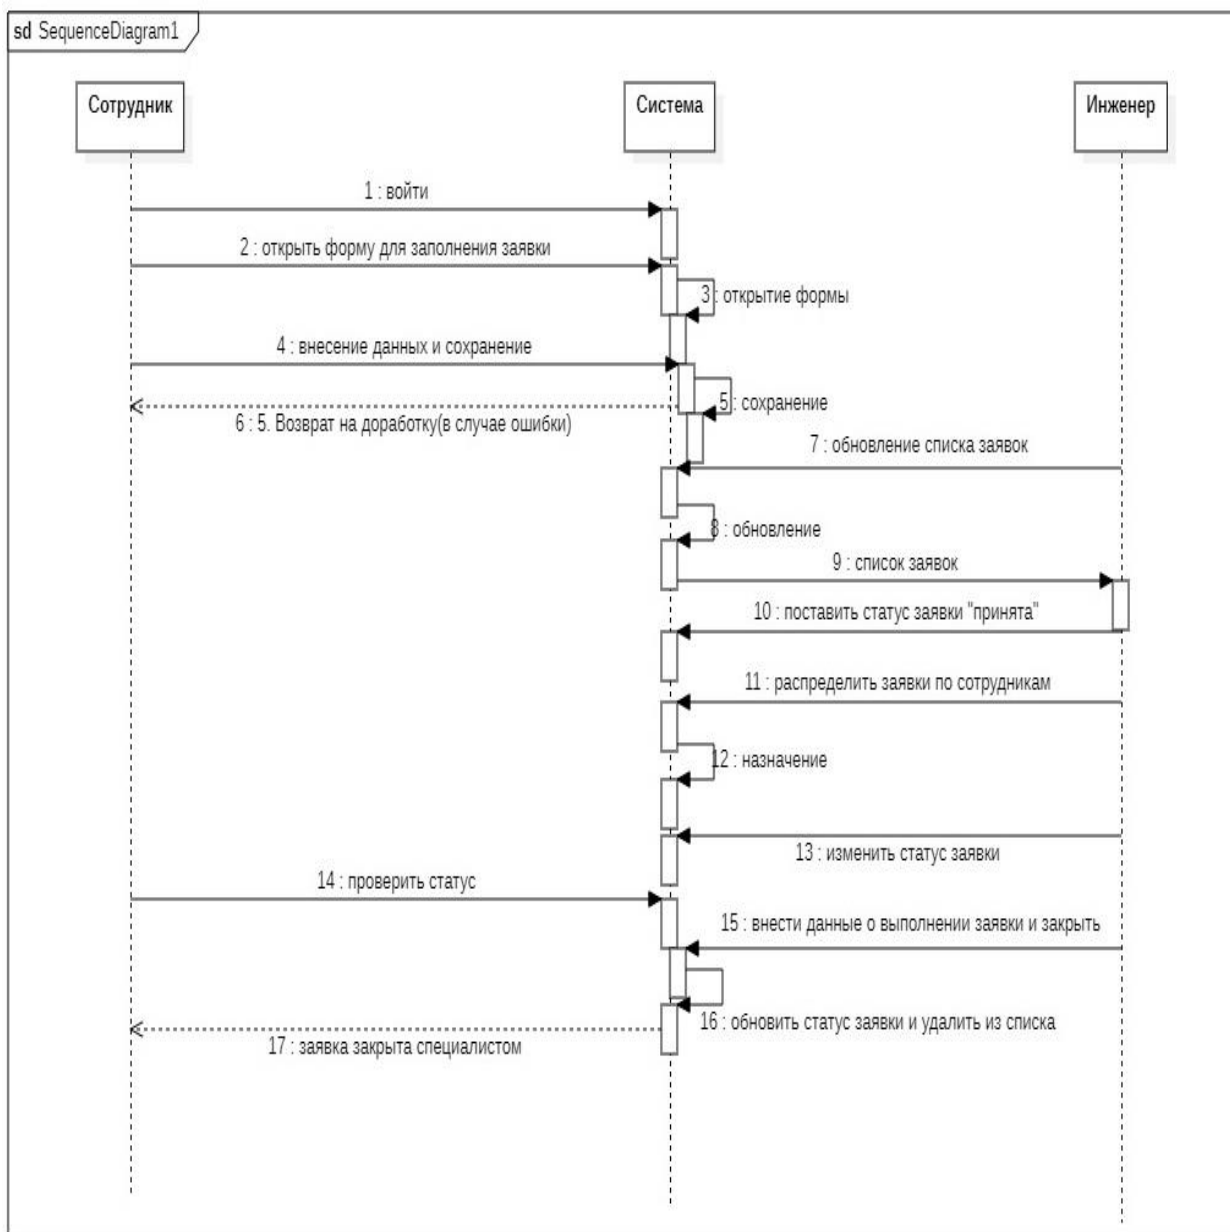 sd SequenceDiagram1
Сотрудник
Система
Инженер
1 : войти
2 : открыть форму для заполнения заявки
3 : открытие формы
4 : внесение данных и сохранение
5 : сохранение
6 : 5. Возврат на доработку(в случае ошибки)
7 : обновление списка заявок
8 : обновление
9 : список заявок
10 : поставить статус заявки "принята"
11 : распределить заявки по сотрудникам
12 : назначение
13 : изменить статус заявки
14 : проверить статус
15 : внести данные о выполнении заявки и закрыть
16 : обновить статус заявки и удалить из списка
17 : заявка закрыта специалистом